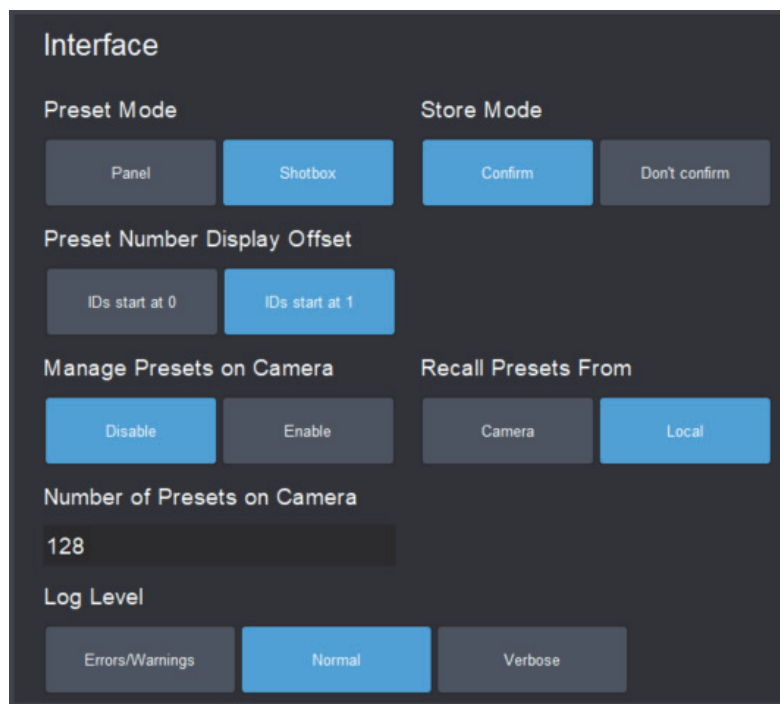 Interface
Preset Mode
Store Mode
Panel
Shotbox
Confirm
Don't confirm
Preset Number Display Offset
IDs start at 0
IDs start at 1
Manage Presets on Camera
Recall Presets From
Disable
Enable
Camera
Local
Number of Presets on Camera
128
Log Level
Errors/Warnings
Normal
Verbose